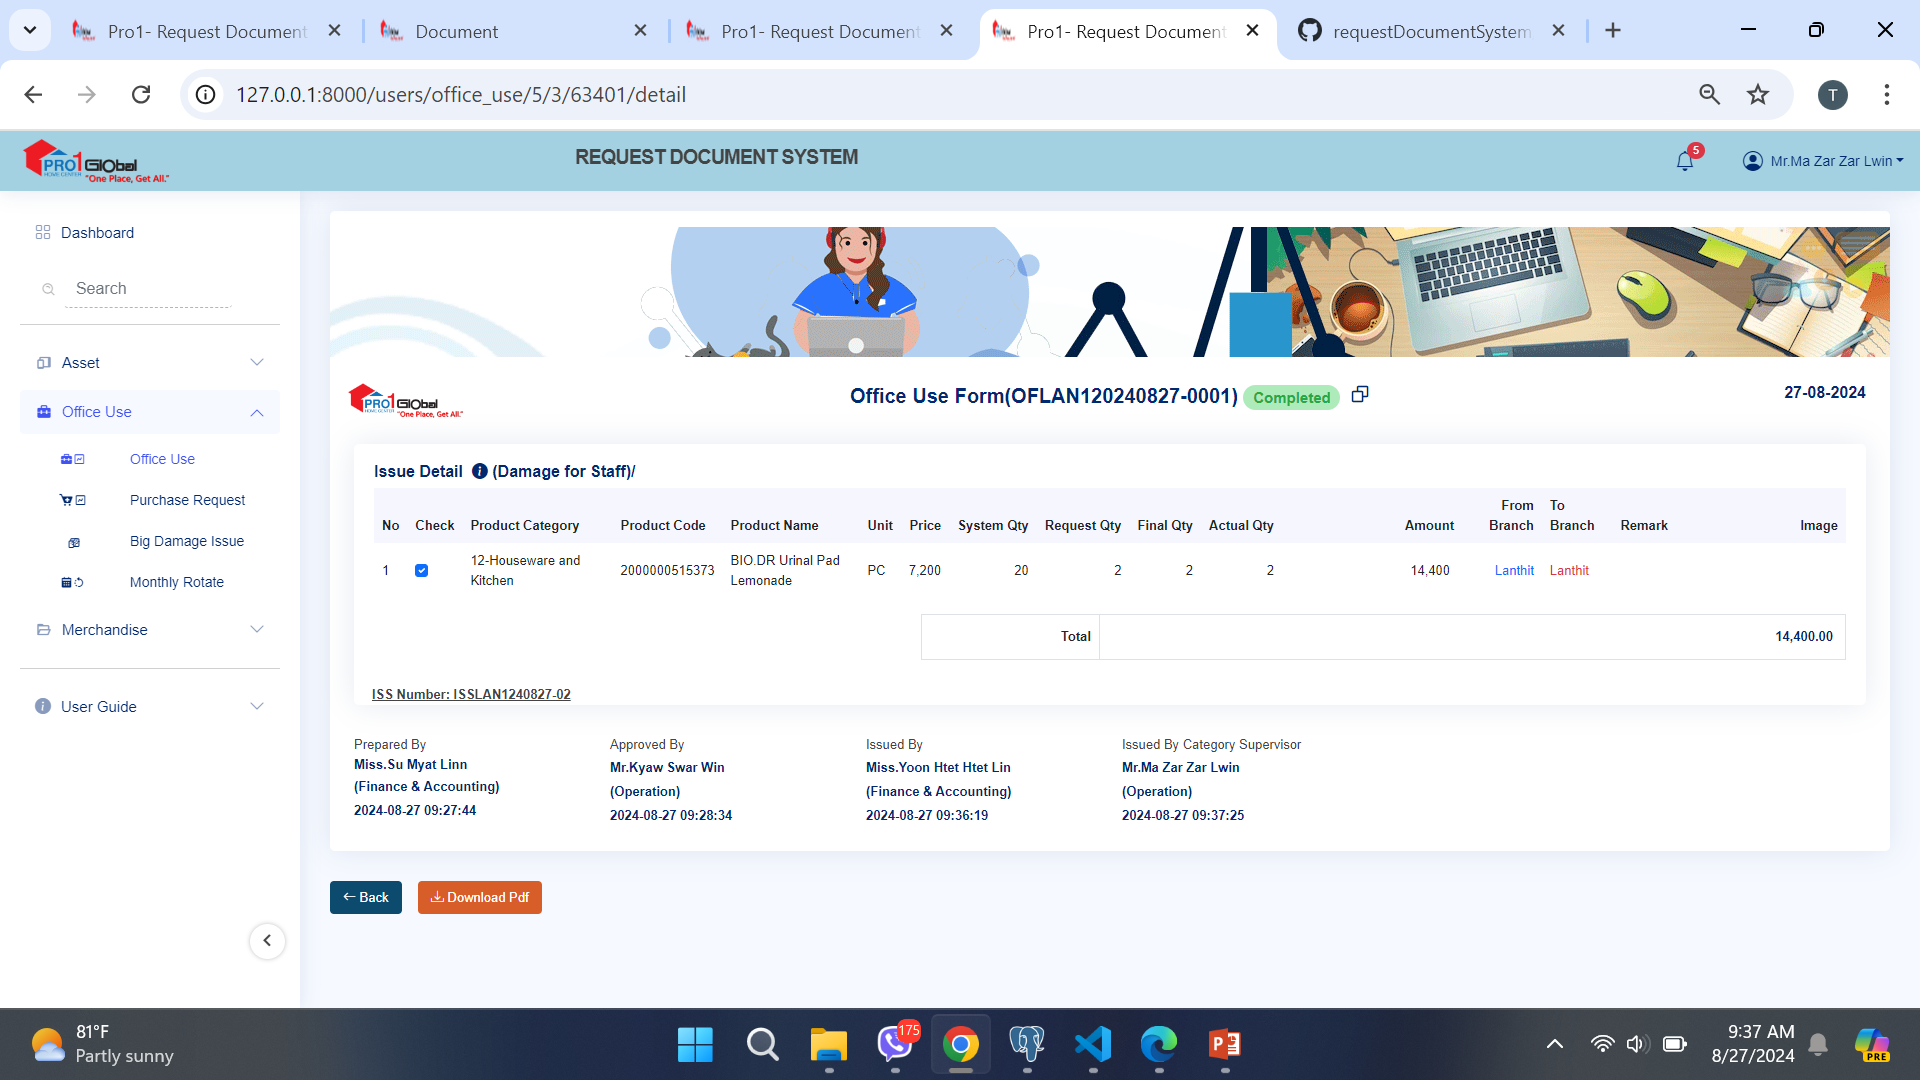 Pro1- Request Document
Document
Pro1- Request Document
Pro1- Request Document
requestDocumentSystem
127.0.0.1:8000/users/office_use/5/3/63401/detail
T
PRO1 Global
HOME CENTER "One Place, Get All."
REQUEST DOCUMENT SYSTEM
5
Mr.Ma Zar Zar Lwin
Dashboard
Search
Asset
Office Use
Office Use
Purchase Request
Big Damage Issue
Monthly Rotate
Merchandise
User Guide
PRO1 Global
HOME CENTER "One Place, Get All."
Office Use Form(OFLAN120240827-0001) Completed
27-08-2024
Issue Detail (Damage for Staff)/
No Check Product Category Product Code Product Name Unit Price System Qty Request Qty Final Qty Actual Qty Amount From Branch To Branch Remark Image
1 12-Houseware and Kitchen 2000000515373 BIO.DR Urinal Pad Lemonade PC 7,200 20 2 2 2 14,400 Lanthit Lanthit
Total 14,400.00
ISS Number: ISSLAN1240827-02
Prepared By
Miss.Su Myat Linn
(Finance & Accounting)
2024-08-27 09:27:44
Approved By
Mr.Kyaw Swar Win
(Operation)
2024-08-27 09:28:34
Issued By
Miss.Yoon Htet Htet Lin
(Finance & Accounting)
2024-08-27 09:36:19
Issued By Category Supervisor
Mr.Ma Zar Zar Lwin
(Operation)
2024-08-27 09:37:25
Back
Download Pdf
81°F
Partly sunny
175
P
9:37 AM
8/27/2024
PRE